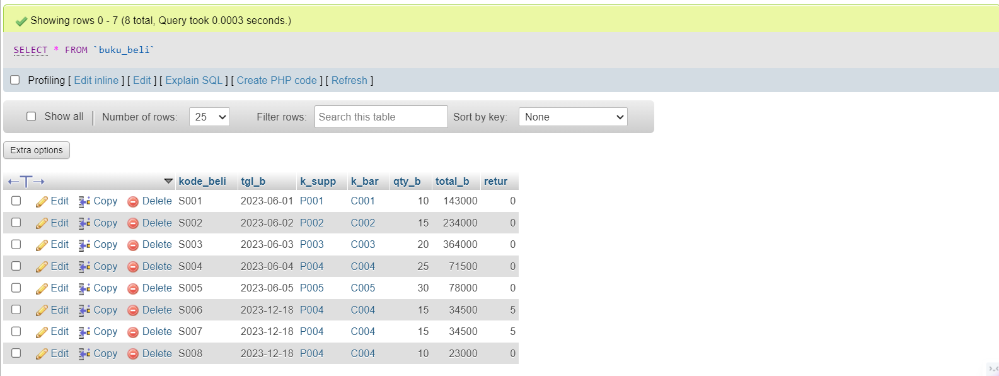 Showing rows 0 - 7 (8 total, Query took 0.0003 seconds.)
SELECT * FROM `buku_beli`
Profiling [ Edit inline ] [ Edit ] [ Explain SQL ] [ Create PHP code ] [ Refresh ]
Show all | Number of rows: 25 Filter rows: Search this table Sort by key: None
Extra options
←T→ kode_beli tgl_b k_supp k_bar qty_b total_b retur
Edit Copy Delete S001 2023-06-01 P001 C001 10 143000 0
Edit Copy Delete S002 2023-06-02 P002 C002 15 234000 0
Edit Copy Delete S003 2023-06-03 P003 C003 20 364000 0
Edit Copy Delete S004 2023-06-04 P004 C004 25 71500 0
Edit Copy Delete S005 2023-06-05 P005 C005 30 78000 0
Edit Copy Delete S006 2023-12-18 P004 C004 15 34500 5
Edit Copy Delete S007 2023-12-18 P004 C004 15 34500 5
Edit Copy Delete S008 2023-12-18 P004 C004 10 23000 0